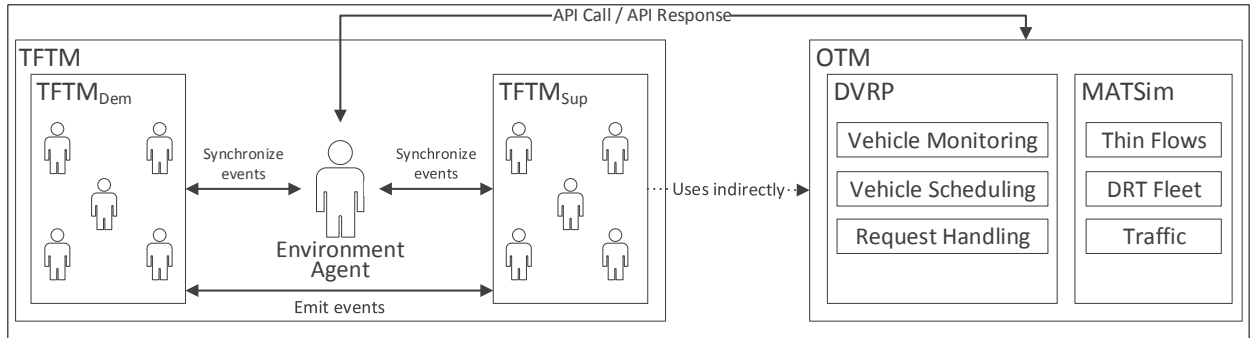 API Call / API Response
TFTM
TFTM_Dem
Synchronize
events
Environment
Agent
Synchronize
events
TFTM_Sup
Emit events
Uses indirectly
OTM
DVRP
Vehicle Monitoring
Vehicle Scheduling
Request Handling
MATSim
Thin Flows
DRT Fleet
Traffic